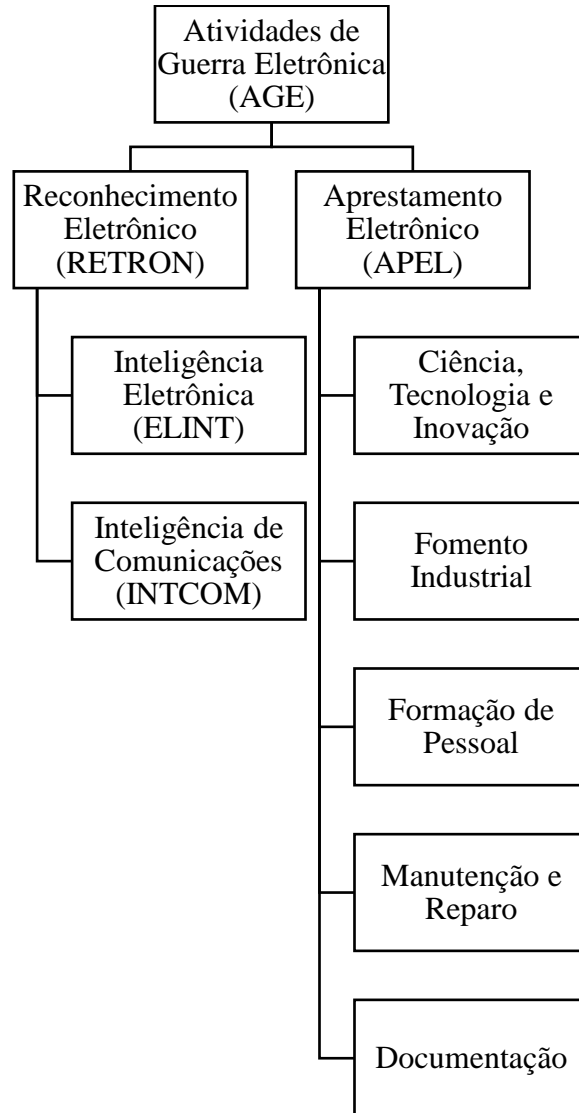 Atividades de
Guerra Eletrônica
(AGE)
Reconhecimento
Eletrônico
(RETRON)
Aprestamento
Eletrônico
(APEL)
Inteligência
Eletrônica
(ELINT)
Ciência,
Tecnologia e
Inovação
Inteligência de
Comunicações
(INTCOM)
Fomento
Industrial
Formação de
Pessoal
Manutenção e
Reparo
Documentação